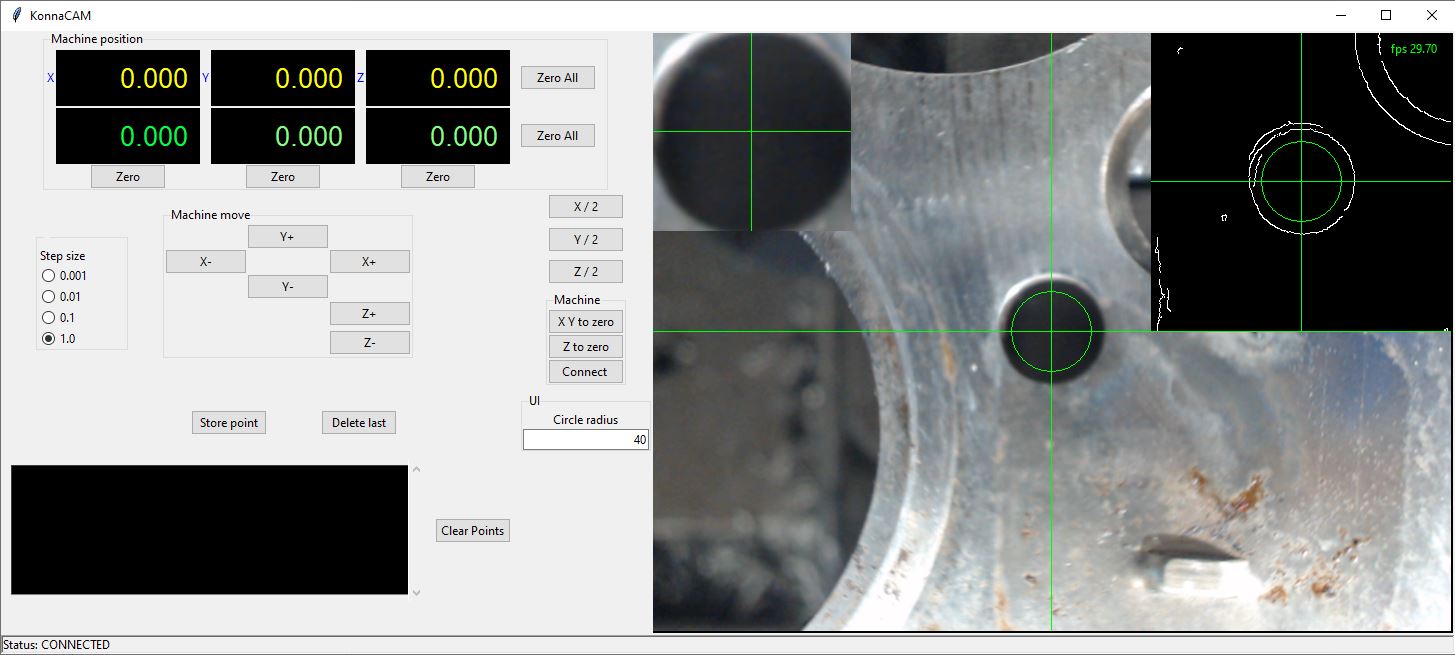 KonnaCAM
Machine position
X 0.000 Y 0.000 Z 0.000 Zero All
0.000 0.000 0.000 Zero All
Zero Zero Zero
X / 2
Y / 2
Z / 2
Machine move
Y+
X- X+
Y-
Z+
Z-
Step size
0.001
0.01
0.1
1.0
Machine
X Y to zero
Z to zero
Connect
UI
Circle radius
40
Store point Delete last
Clear Points
fps 29.70
Status: CONNECTED